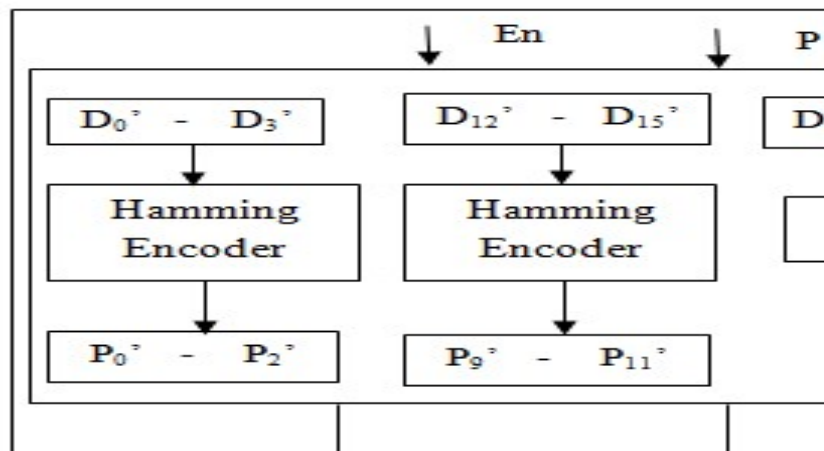 En P
D₀’ - D₃’ D₁₂’ - D₁₅’ D
Hamming Encoder
Hamming Encoder
P₀’ - P₂’ P₉’ - P₁₁’